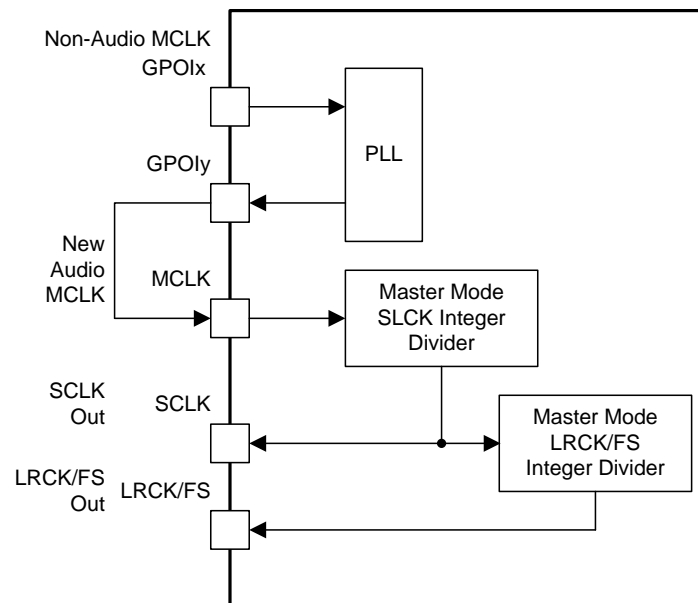 Non-Audio MCLK
GPOIx
PLL
GPOIy
New
Audio
MCLK
MCLK
Master Mode
SLCK Integer
Divider
SCLK
Out
SCLK
Master Mode
LRCK/FS
Integer Divider
LRCK/FS
Out
LRCK/FS